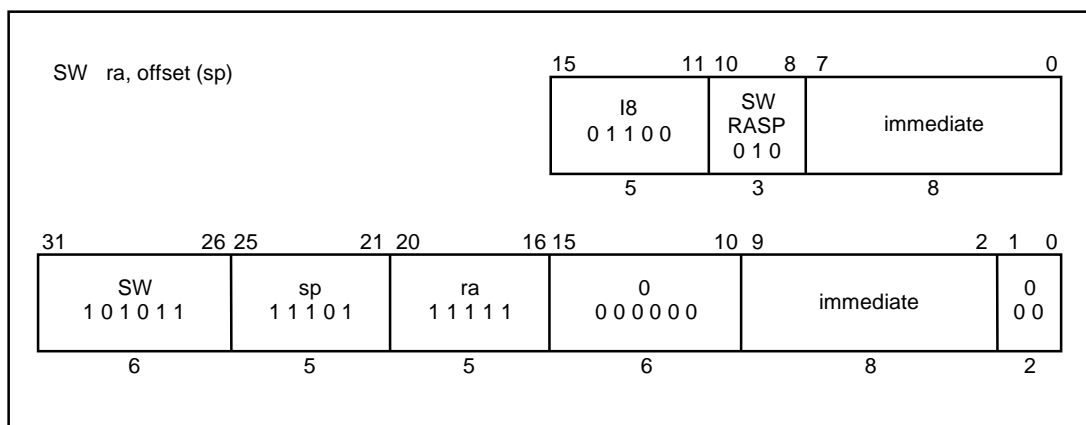 SW ra, offset (sp)
15 11 10 8 7 0
I8 SW immediate
0 1 1 0 0 RASP
0 1 0
5 3 8
31 26 25 21 20 16 15 10 9 2 1 0
SW sp ra 0 immediate 0
1 0 1 0 1 1 1 1 1 0 1 1 1 1 1 1 0 0 0 0 0 0 0 0
6 5 5 6 8 2